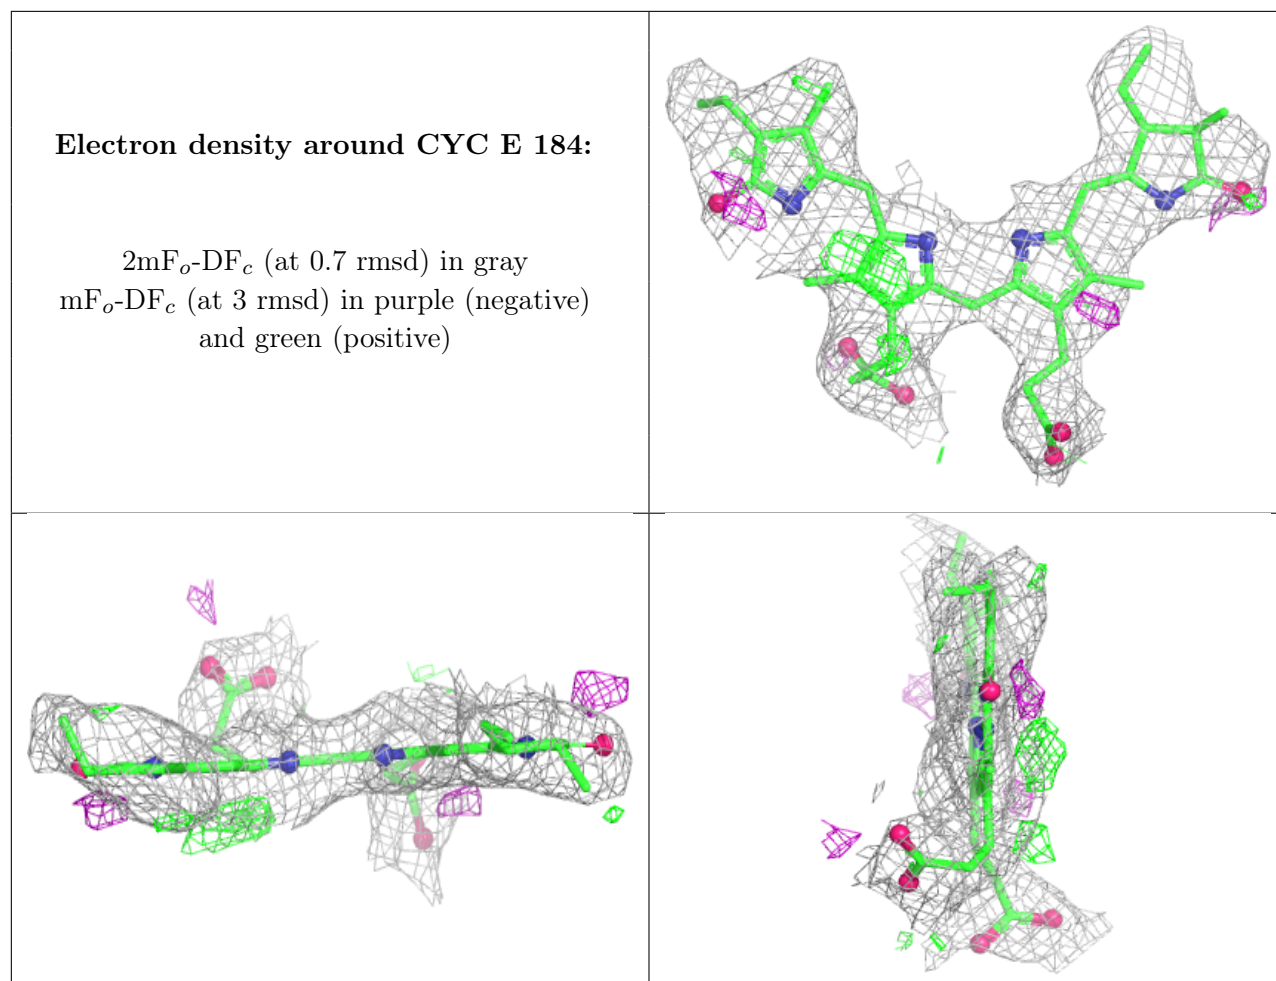 Electron density around CYC E 184:
2mFo-DFc (at 0.7 rmsd) in gray
mFo-DFc (at 3 rmsd) in purple (negative)
and green (positive)